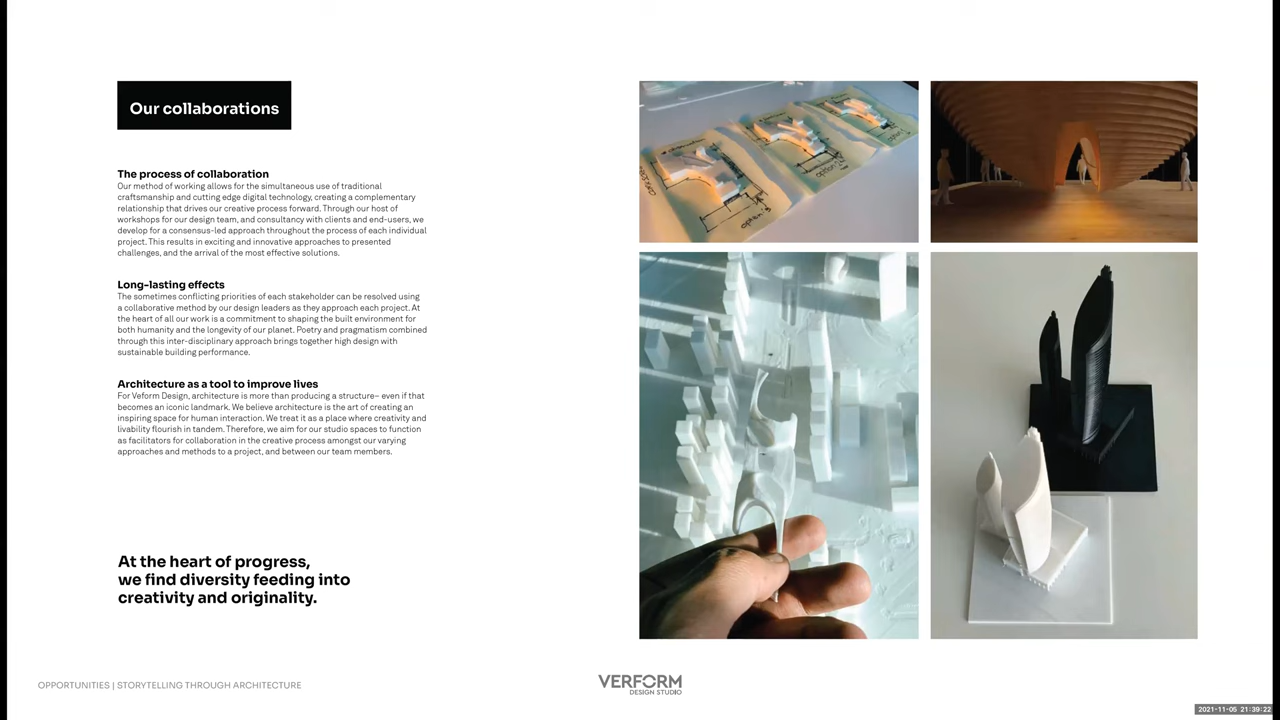 Our collaborations
The process of collaboration
Our method of working allows for the simultaneous use of traditional
craftsmanship and cutting edge digital technology, creating a complementary
relationship that drives our creative process forward. Through our host of
workshops for our design team, and consultancy with clients and end-users, we
develop for a consensus-led approach throughout the process of each individual
project. This results in exciting and innovative approaches to presented
challenges, and the arrival of the most effective solutions.
Long-lasting effects
The sometimes conflicting priorities of each stakeholder can be resolved using
a collaborative method by our design leaders as they approach each project. At
the heart of all our work is a commitment to shaping the built environment for
both humanity and the longevity of our planet. Poetry and pragmatism combined
through this inter-disciplinary approach brings together high design with
sustainable building performance.
Architecture as a tool to improve lives
For Veform Design, architecture is more than producing a structure– even if that
becomes an iconic landmark. We believe architecture is the art of creating an
inspiring space for human interaction. We treat it as a place where creativity and
livability flourish in tandem. Therefore, we aim for our studio spaces to function
as facilitators for collaboration in the creative process amongst our varying
approaches and methods to a project, and between our team members.
At the heart of progress,
we find diversity feeding into
creativity and originality.
OPPORTUNITIES | STORYTELLING THROUGH ARCHITECTURE
VERFORM
DESIGN STUDIO
2021-11-05 21:39:22